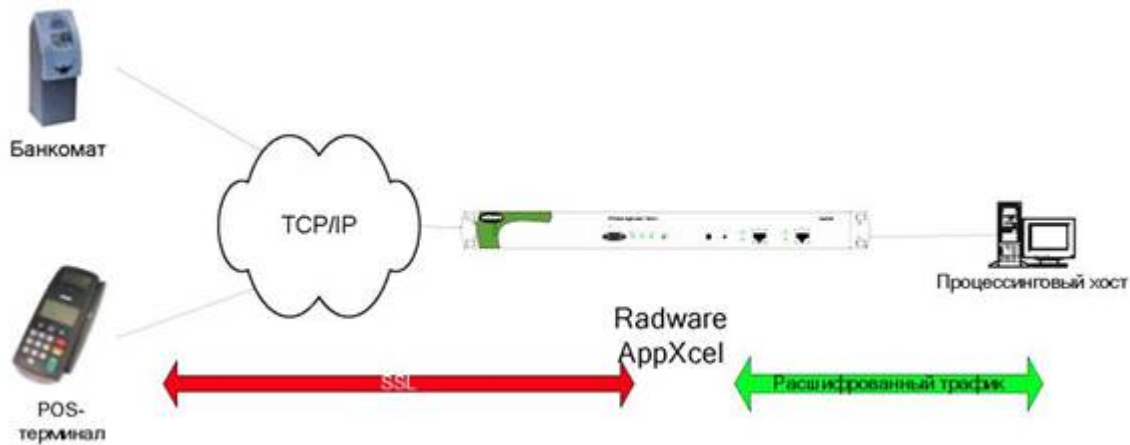 Банкомат
TCP/IP
Процессинговый хост
Radware
AppXcel
SSL
Расшифрованный трафик
POS-
терминал